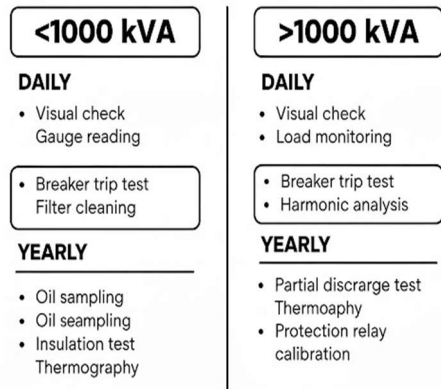 <1000 kVA
DAILY
• Visual check
Gauge reading
• Breaker trip test
Filter cleaning
YEARLY
• Oil sampling
• Oil seampling
• Insulation test
Thermography
>1000 kVA
DAILY
• Visual check
• Load monitoring
• Breaker trip test
• Harmonic analysis
YEARLY
• Partial discrarge test
Thermoaphy
• Protection relay
calibration